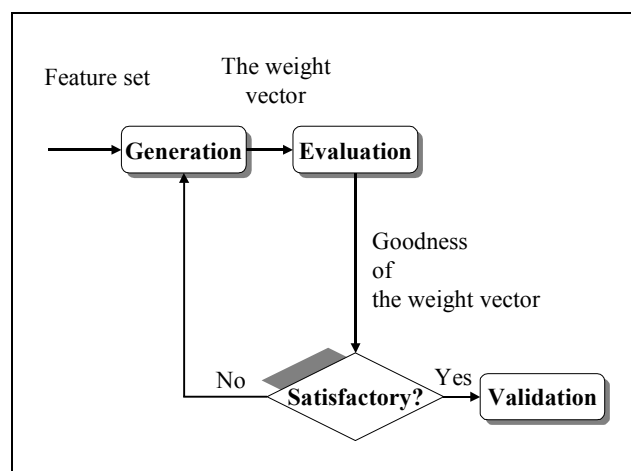 Feature set
The weight
vector
Generation
Evaluation
Goodness
of
the weight vector
No
Satisfactory?
Yes
Validation